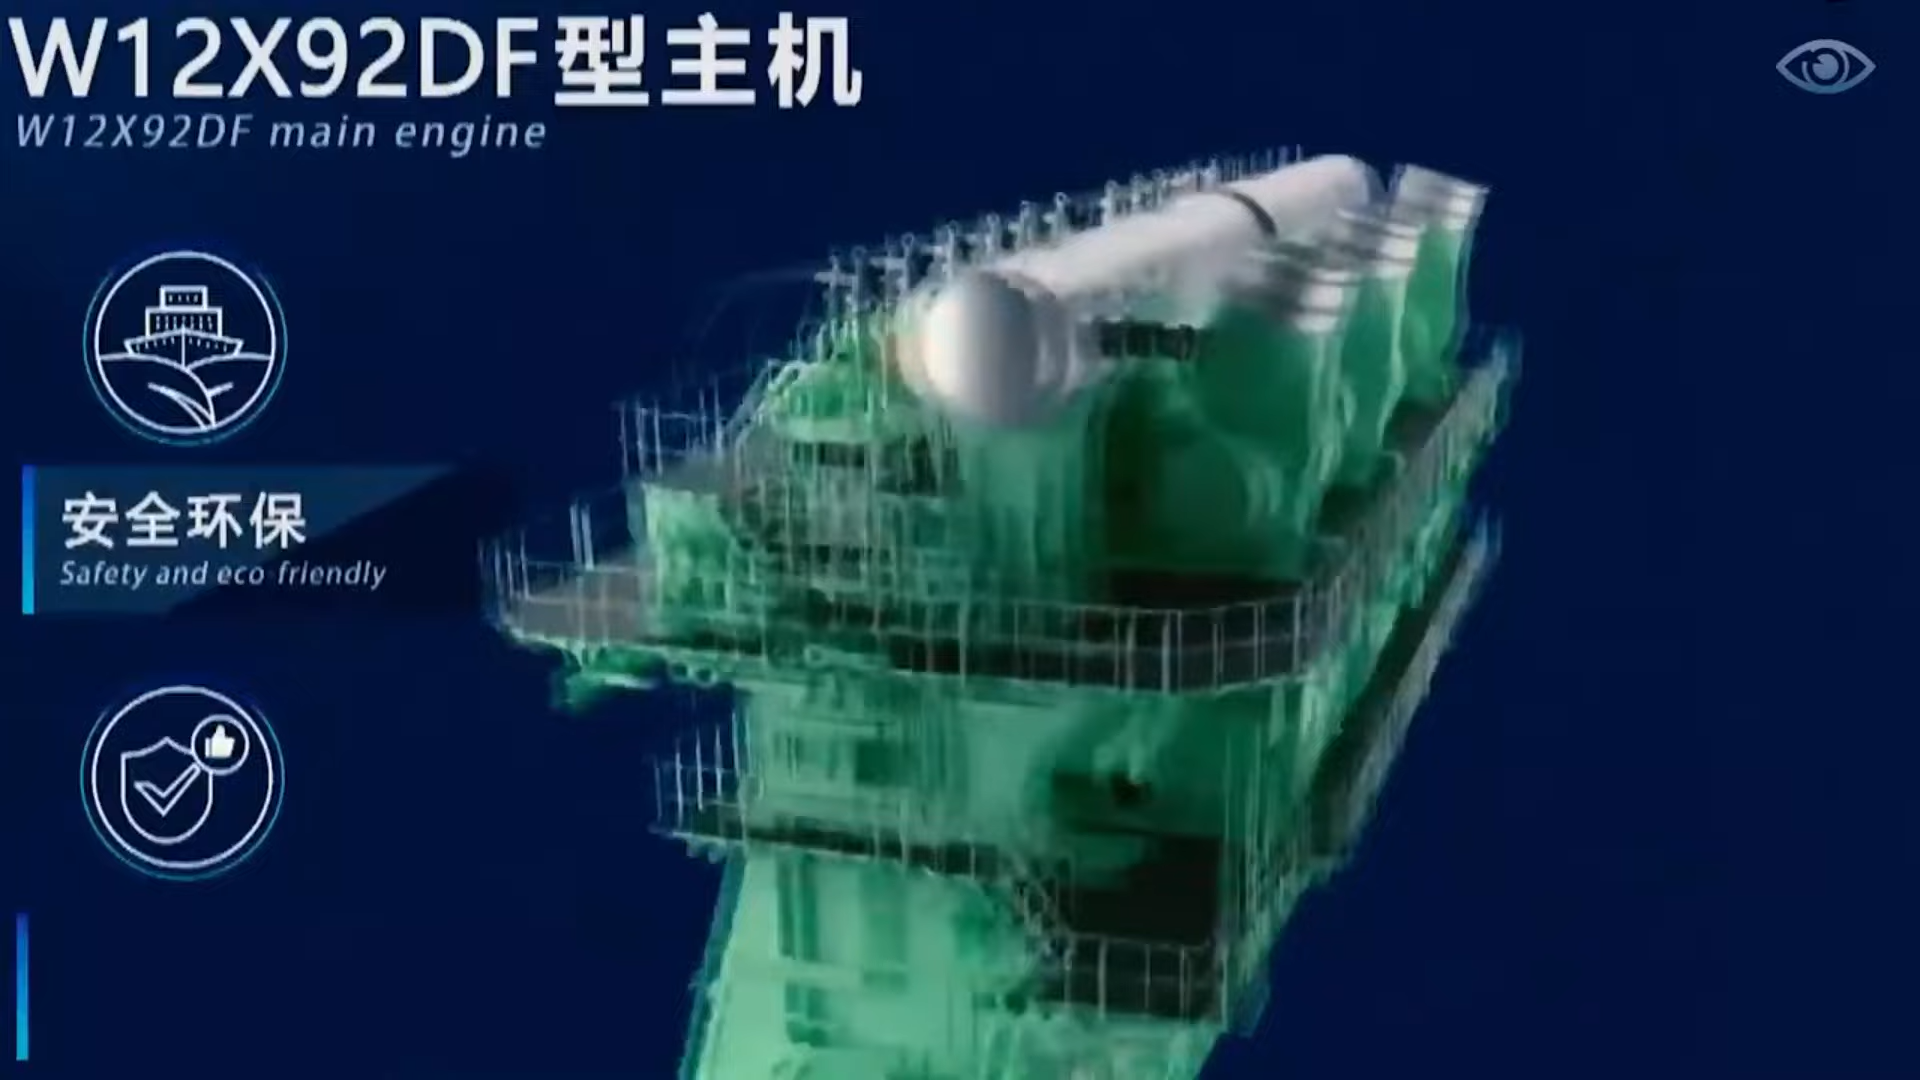 W12X92DF型主机
W12X92DF main engine
安全环保
Safety and eco friendly